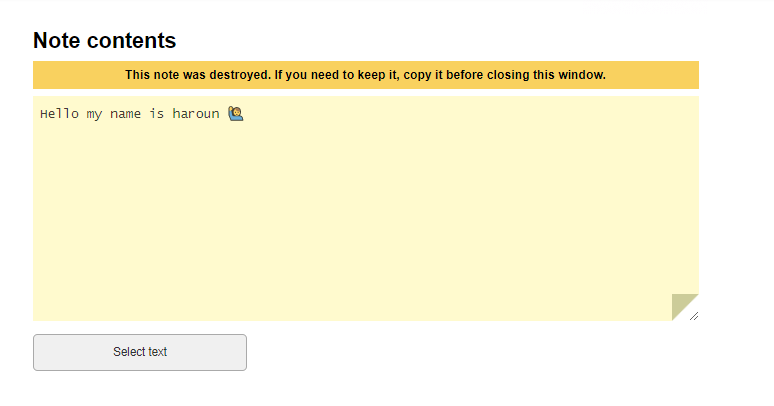 Note contents
This note was destroyed. If you need to keep it, copy it before closing this window.
Hello my name is haroun 🙋
Select text